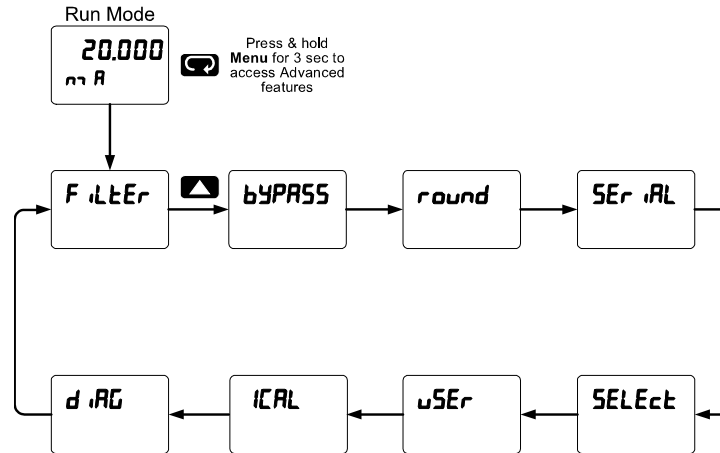 Run Mode
20.000
mA
Press & hold
Menu for 3 sec to
access Advanced
features
FiLtEr
bYPASS
round
SEriAL
diAG
ICAL
uSEr
SELEct